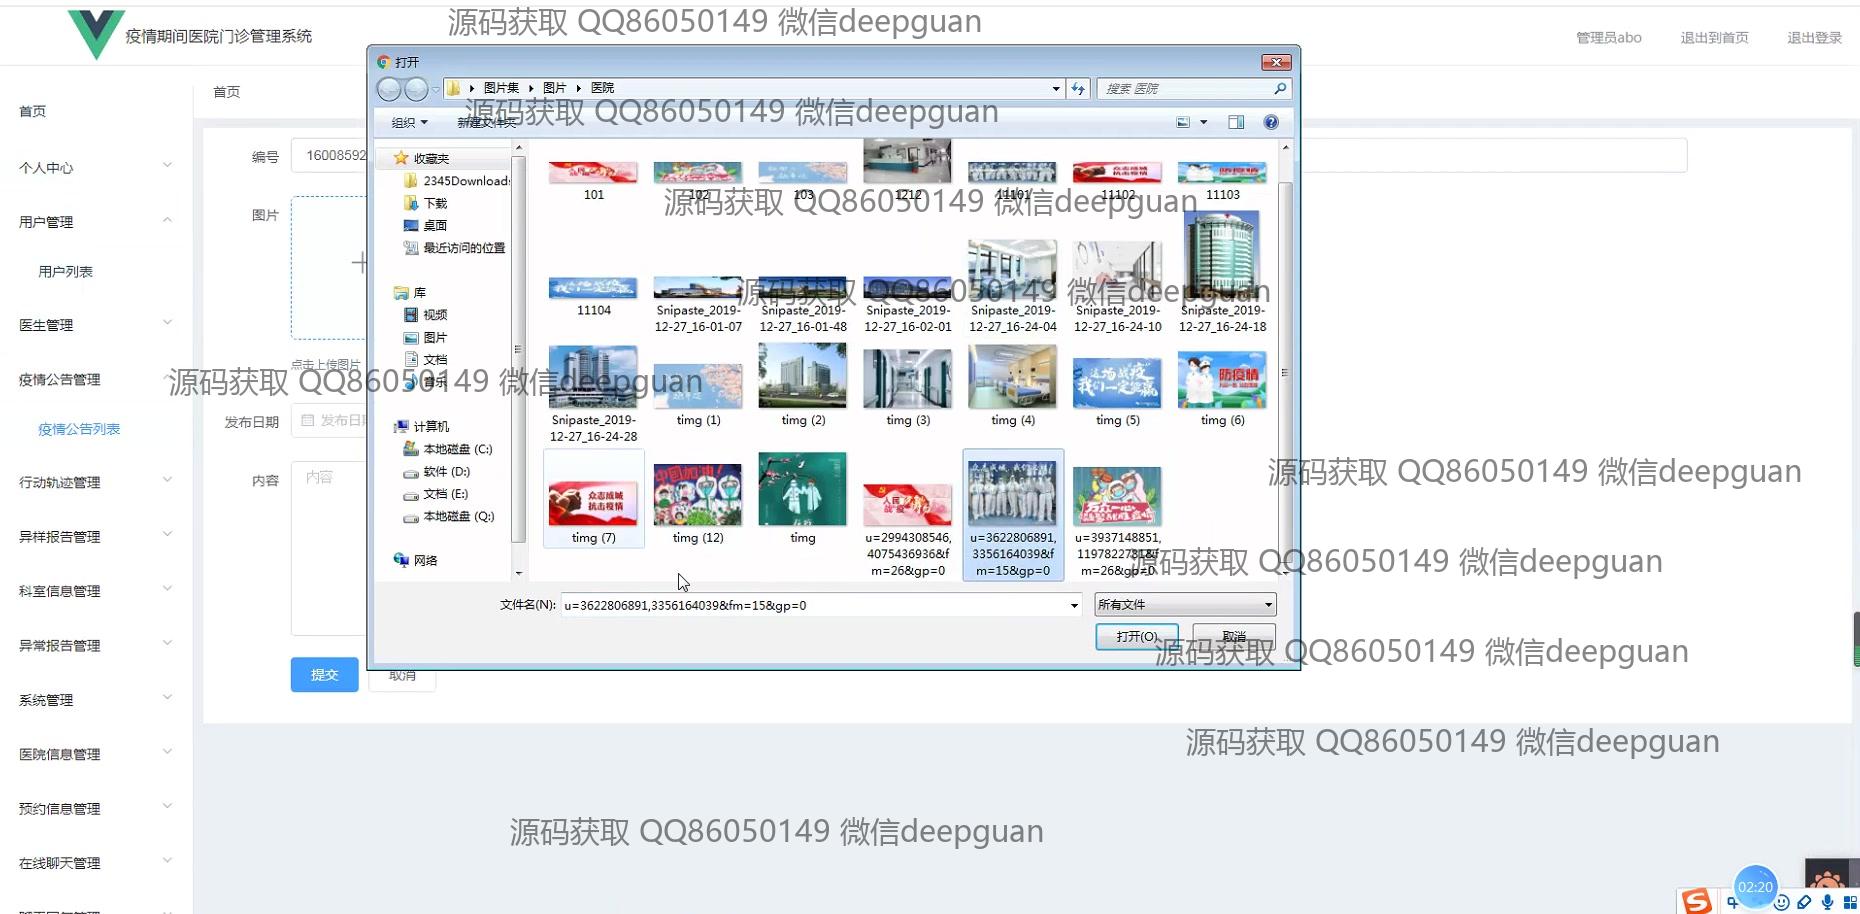 源码获取 QQ86050149 微信deepguan
疫情期间医院门诊管理系统
管理员abo
退出到首页
退出登录
打开
首页
图片集
图片
医院
搜索 医院
源码获取 QQ86050149 微信deepguan
首页
组织
新建文件夹
编号
16008592
个人中心
收藏夹
2345Downloads
下载
桌面
最近访问的位置
101
102
103
1212
11101
11102
11103
源码获取 QQ86050149 微信deepguan
图片
用户管理
用户列表
库
视频
图片
文档
音乐
11104
Snipaste_2019-12-27_16-01-07
Snipaste_2019-12-27_16-01-48
Snipaste_2019-12-27_16-02-01
Snipaste_2019-12-27_16-24-04
Snipaste_2019-12-27_16-24-10
Snipaste_2019-12-27_16-24-18
源码获取 QQ86050149 微信deepguan
医生管理
点击上传图片
疫情公告管理
源码获取 QQ86050149 微信deepguan
防疫情
Snipaste_2019-12-27_16-24-28
timg (1)
timg (2)
timg (3)
timg (4)
timg (5)
timg (6)
发布日期
发布日期
疫情公告列表
计算机
本地磁盘 (C:)
软件 (D:)
文档 (E:)
本地磁盘 (Q:)
网络
中国加油!
众志成城
抗击疫情
内容
内容
行动轨迹管理
源码获取 QQ86050149 微信deepguan
timg (7)
timg (12)
timg
u=2994308546,
4075436936&f
m=26&gp=0
u=3622806891,
3356164039&f
m=15&gp=0
u=3937148851,
1197822731&f
m=26&gp=0
异样报告管理
源码获取 QQ86050149 微信deepguan
科室信息管理
文件名(N):
u=3622806891,3356164039&fm=15&gp=0
所有文件
打开(O)
取消
异常报告管理
源码获取 QQ86050149 微信deepguan
提交
取消
系统管理
医院信息管理
源码获取 QQ86050149 微信deepguan
预约信息管理
源码获取 QQ86050149 微信deepguan
在线聊天管理
02:20